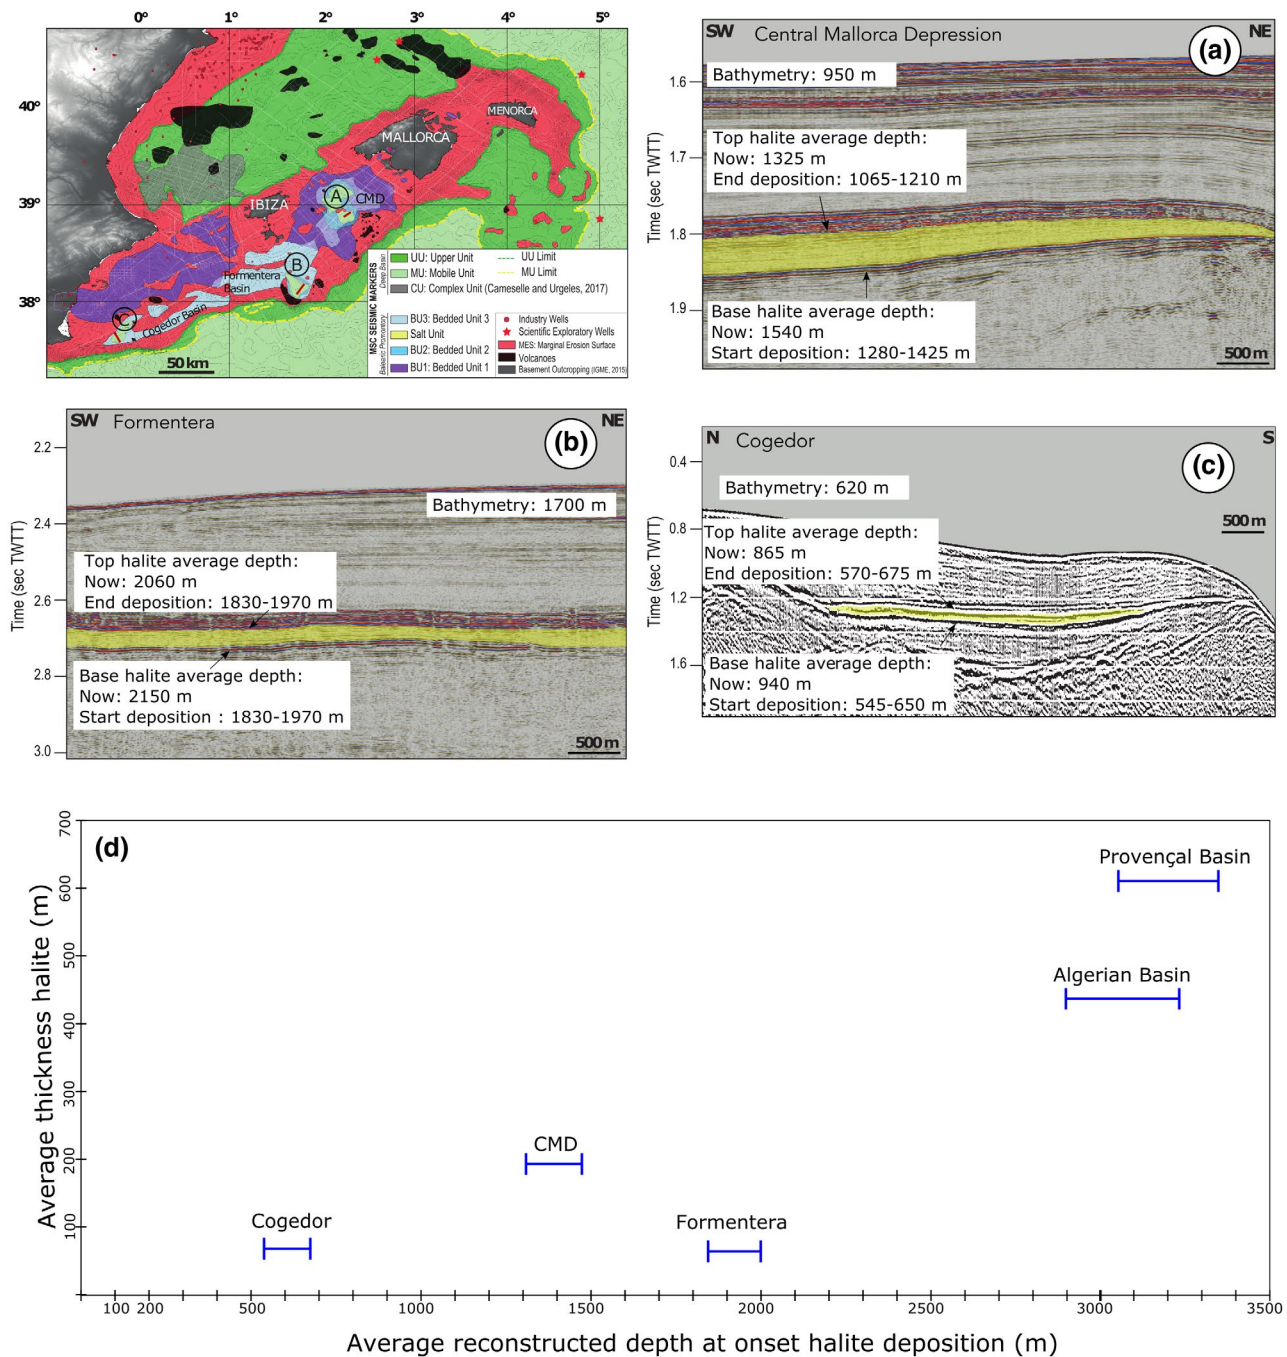 0° 1° 2° 3° 4° 5°
40°
39°
38°
MENORCA
MALLORCA
IBIZA
A
CMD
B
Formentera
Basin
C
Cogedor Basin
50 km
MSC SEISMIC MARKERS
Deep Basin
Balearic Promontory
UU: Upper Unit
UU Limit
MU: Mobile Unit
MU Limit
CU: Complex Unit (Cameselle and Urgeles, 2017)
BU3: Bedded Unit 3
Salt Unit
BU2: Bedded Unit 2
BU1: Bedded Unit 1
Industry Wells
Scientific Exploratory Wells
MES: Marginal Erosion Surface
Volcanoes
Basement Outcropping (IGME, 2015)
SW Central Mallorca Depression NE
(a)
Bathymetry: 950 m
Top halite average depth:
Now: 1325 m
End deposition: 1065-1210 m
Base halite average depth:
Now: 1540 m
Start deposition: 1280-1425 m
Time (sec TWTT)
1.6
1.7
1.8
1.9
500 m
SW Formentera NE
(b)
Bathymetry: 1700 m
Top halite average depth:
Now: 2060 m
End deposition: 1830-1970 m
Base halite average depth:
Now: 2150 m
Start deposition : 1830-1970 m
Time (sec TWTT)
2.2
2.4
2.6
2.8
3.0
500 m
N Cogedor S
(c)
Bathymetry: 620 m
500 m
Top halite average depth:
Now: 865 m
End deposition: 570-675 m
Base halite average depth:
Now: 940 m
Start deposition: 545-650 m
Time (sec TWTT)
0.4
0.8
1.2
1.6
(d)
Average thickness halite (m)
700
600
500
400
300
200
100
Provençal Basin
Algerian Basin
CMD
Cogedor
Formentera
100 200 500 1000 1500 2000 2500 3000 3500
Average reconstructed depth at onset halite deposition (m)